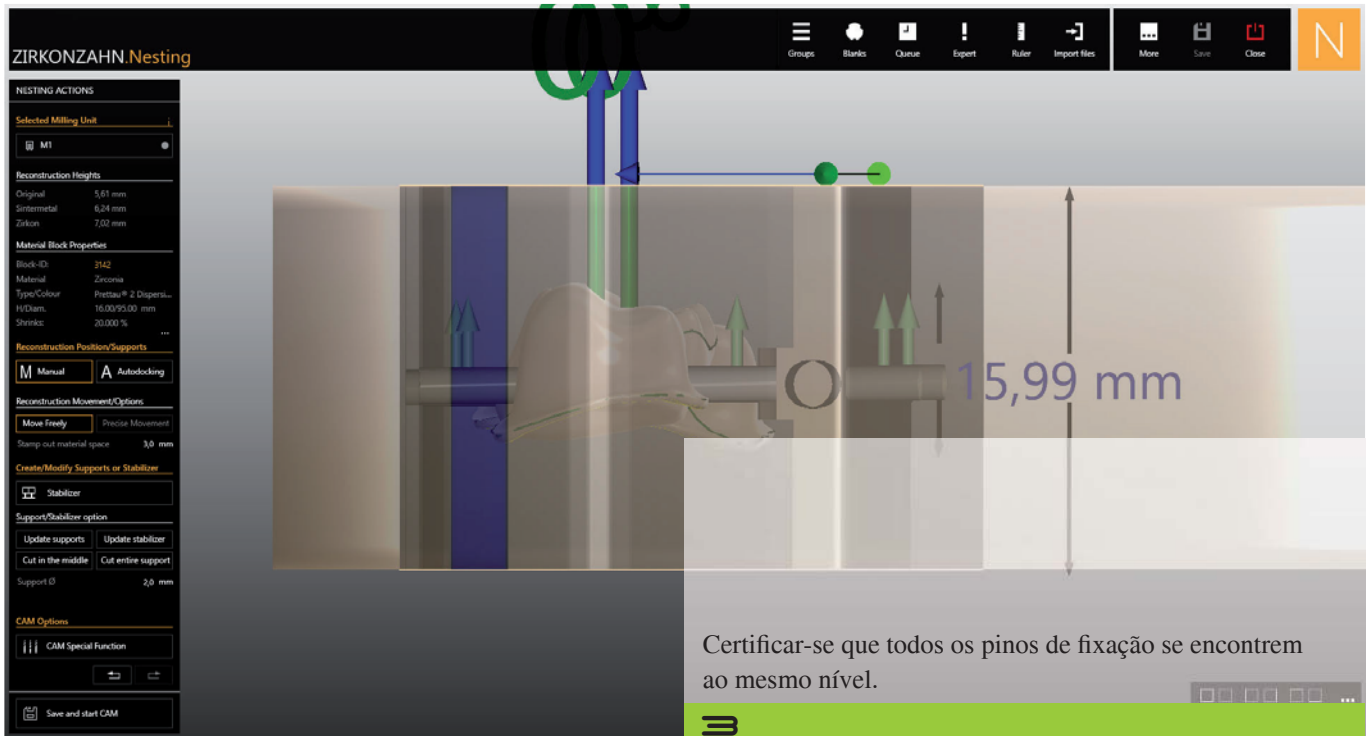 ZIRKONZAHN.Nesting
Groups Blanks Queue Expert Ruler Import files More Save Close
N
NESTING ACTIONS
Selected Milling Unit i
M1
Reconstruction Heights
Original 5,61 mm
Sintermetal 6,24 mm
Zirkon 7,02 mm
Material Block Properties
Block-ID: 3142
Material Zirconia
Type/Colour Prettau® 2 Dispersi...
H/Diam. 16.00/95.00 mm
Shrinks: 20.000 %
...
Reconstruction Position/Supports
M Manual A Autodocking
Reconstruction Movement/Options
Move Freely Precise Movement
Stamp out material space 3,0 mm
Create/Modify Supports or Stabilizer
Stabilizer
Support/Stabilizer option
Update supports Update stabilizer
Cut in the middle Cut entire support
Support Ø 2,0 mm
CAM Options
CAM Special Function
Save and start CAM
15,99 mm
Certificar-se que todos os pinos de fixação se encontrem
ao mesmo nível.
3